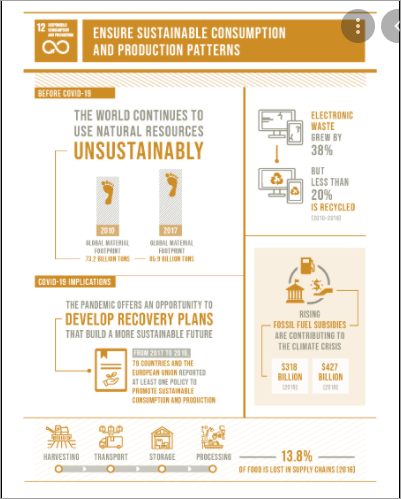 12 RESPONSIBLE
CONSUMPTION
AND PRODUCTION
ENSURE SUSTAINABLE CONSUMPTION
AND PRODUCTION PATTERNS
BEFORE COVID-19
THE WORLD CONTINUES TO
USE NATURAL RESOURCES
UNSUSTAINABLY
2010
2017
GLOBAL MATERIAL
FOOTPRINT
73.2 BILLION TONS
GLOBAL MATERIAL
FOOTPRINT
85.9 BILLION TONS
ELECTRONIC
WASTE
GREW BY
38%
BUT
LESS THAN
20%
IS RECYCLED
(2010-2019)
COVID-19 IMPLICATIONS
THE PANDEMIC OFFERS AN OPPORTUNITY TO
DEVELOP RECOVERY PLANS
THAT BUILD A MORE SUSTAINABLE FUTURE
FROM 2017 TO 2019,
79 COUNTRIES AND THE
EUROPEAN UNION REPORTED
AT LEAST ONE POLICY TO
PROMOTE SUSTAINABLE
CONSUMPTION AND PRODUCTION
RISING
FOSSIL FUEL SUBSIDIES
ARE CONTRIBUTING TO
THE CLIMATE CRISIS
$318
BILLION
(2015)
$427
BILLION
(2018)
HARVESTING
TRANSPORT
STORAGE
PROCESSING
13.8%
OF FOOD IS LOST IN SUPPLY CHAINS (2016)